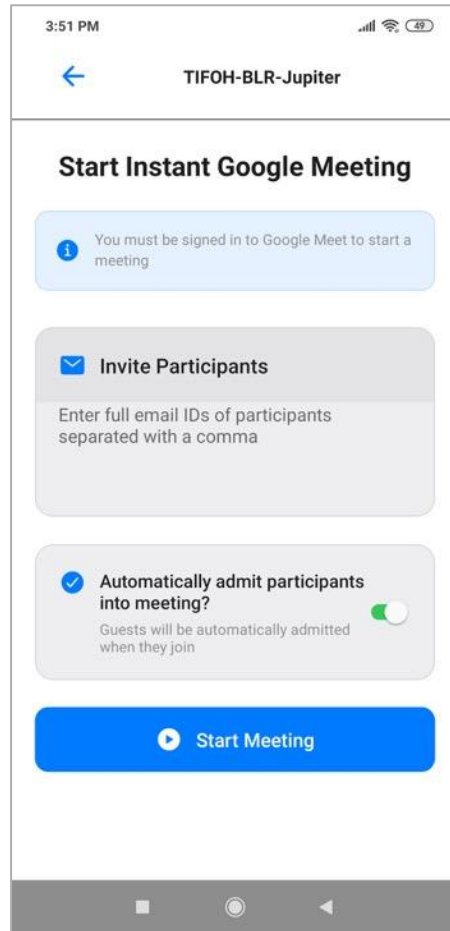 3:51 PM
49
TIFOH-BLR-Jupiter
Start Instant Google Meeting
You must be signed in to Google Meet to start a
meeting
Invite Participants
Enter full email IDs of participants
separated with a comma
Automatically admit participants
into meeting?
Guests will be automatically admitted
when they join
Start Meeting